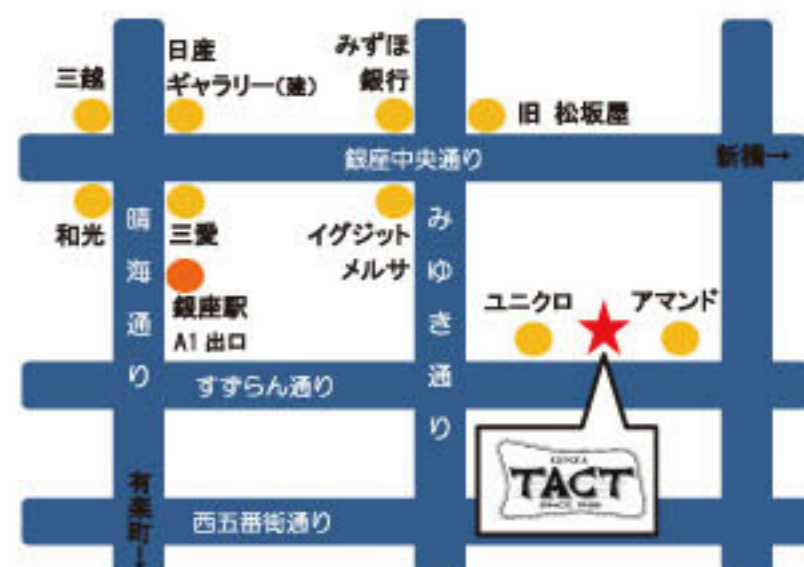 三越
日産
ギャラリー(建)
みずほ
銀行
旧 松坂屋
銀座中央通り
新橋→
和光
晴海通り
三愛
イグジット
メルサ
みゆき通り
銀座駅
A1 出口
ユニクロ
アマンド
すずらん通り
GINZA
TACT
SINCE
有楽町
西五番街通り